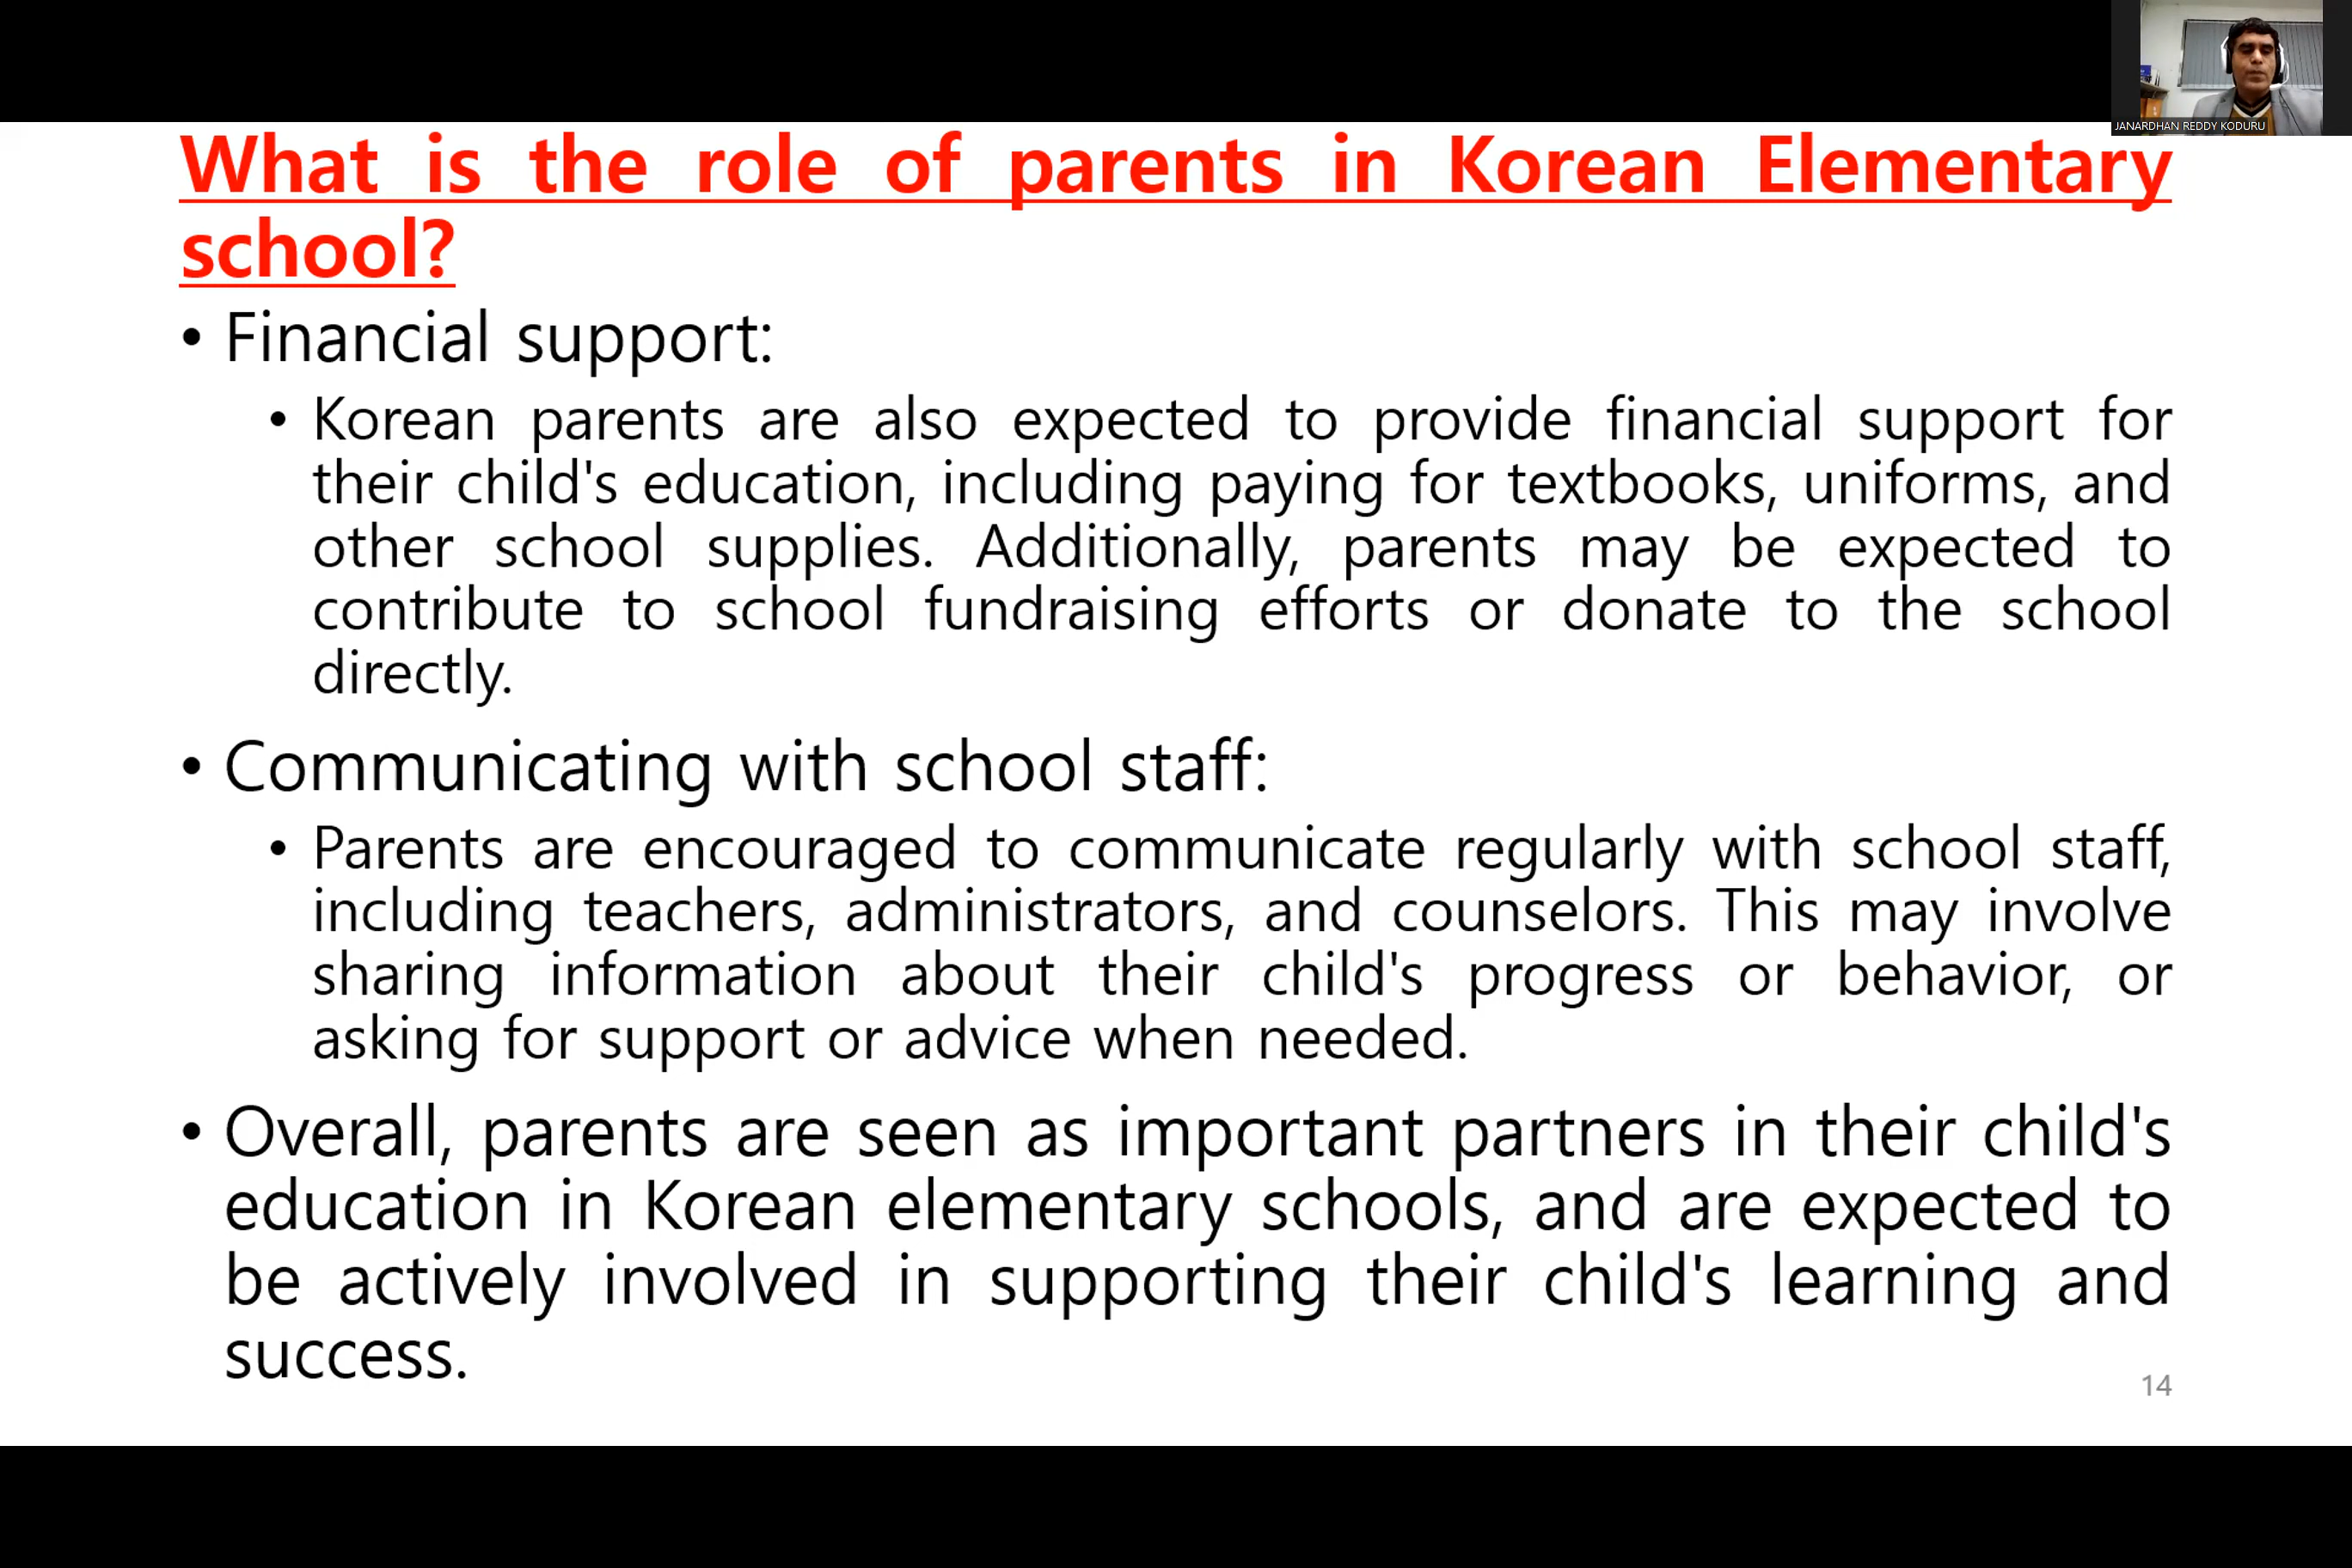 JANARDHAN REDDY KODURU
What is the role of parents in Korean Elementary
school?
• Financial support:
• Korean parents are also expected to provide financial support for
their child's education, including paying for textbooks, uniforms, and
other school supplies. Additionally, parents may be expected to
contribute to school fundraising efforts or donate to the school
directly.
• Communicating with school staff:
• Parents are encouraged to communicate regularly with school staff,
including teachers, administrators, and counselors. This may involve
sharing information about their child's progress or behavior, or
asking for support or advice when needed.
• Overall, parents are seen as important partners in their child's
education in Korean elementary schools, and are expected to
be actively involved in supporting their child's learning and
success.
14